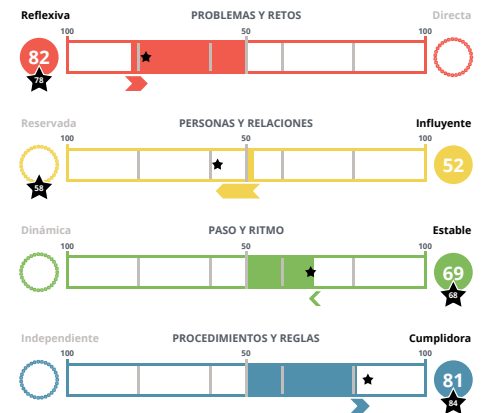 Reflexiva PROBLEMAS Y RETOS Directa
100 50 100
82
78
Reservada PERSONAS Y RELACIONES Influyente
100 50 100
52
58
Dinámica PASO Y RITMO Estable
100 50 100
69
68
Independiente PROCEDIMIENTOS Y REGLAS Cumplidora
100 50 100
81
84